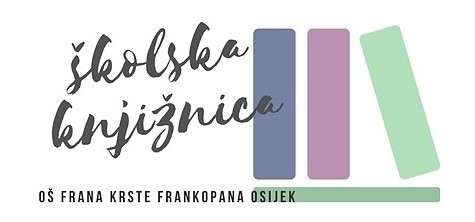 školska
knjižnica
OŠ FRANA KRSTE FRANKOPANA OSIJEK